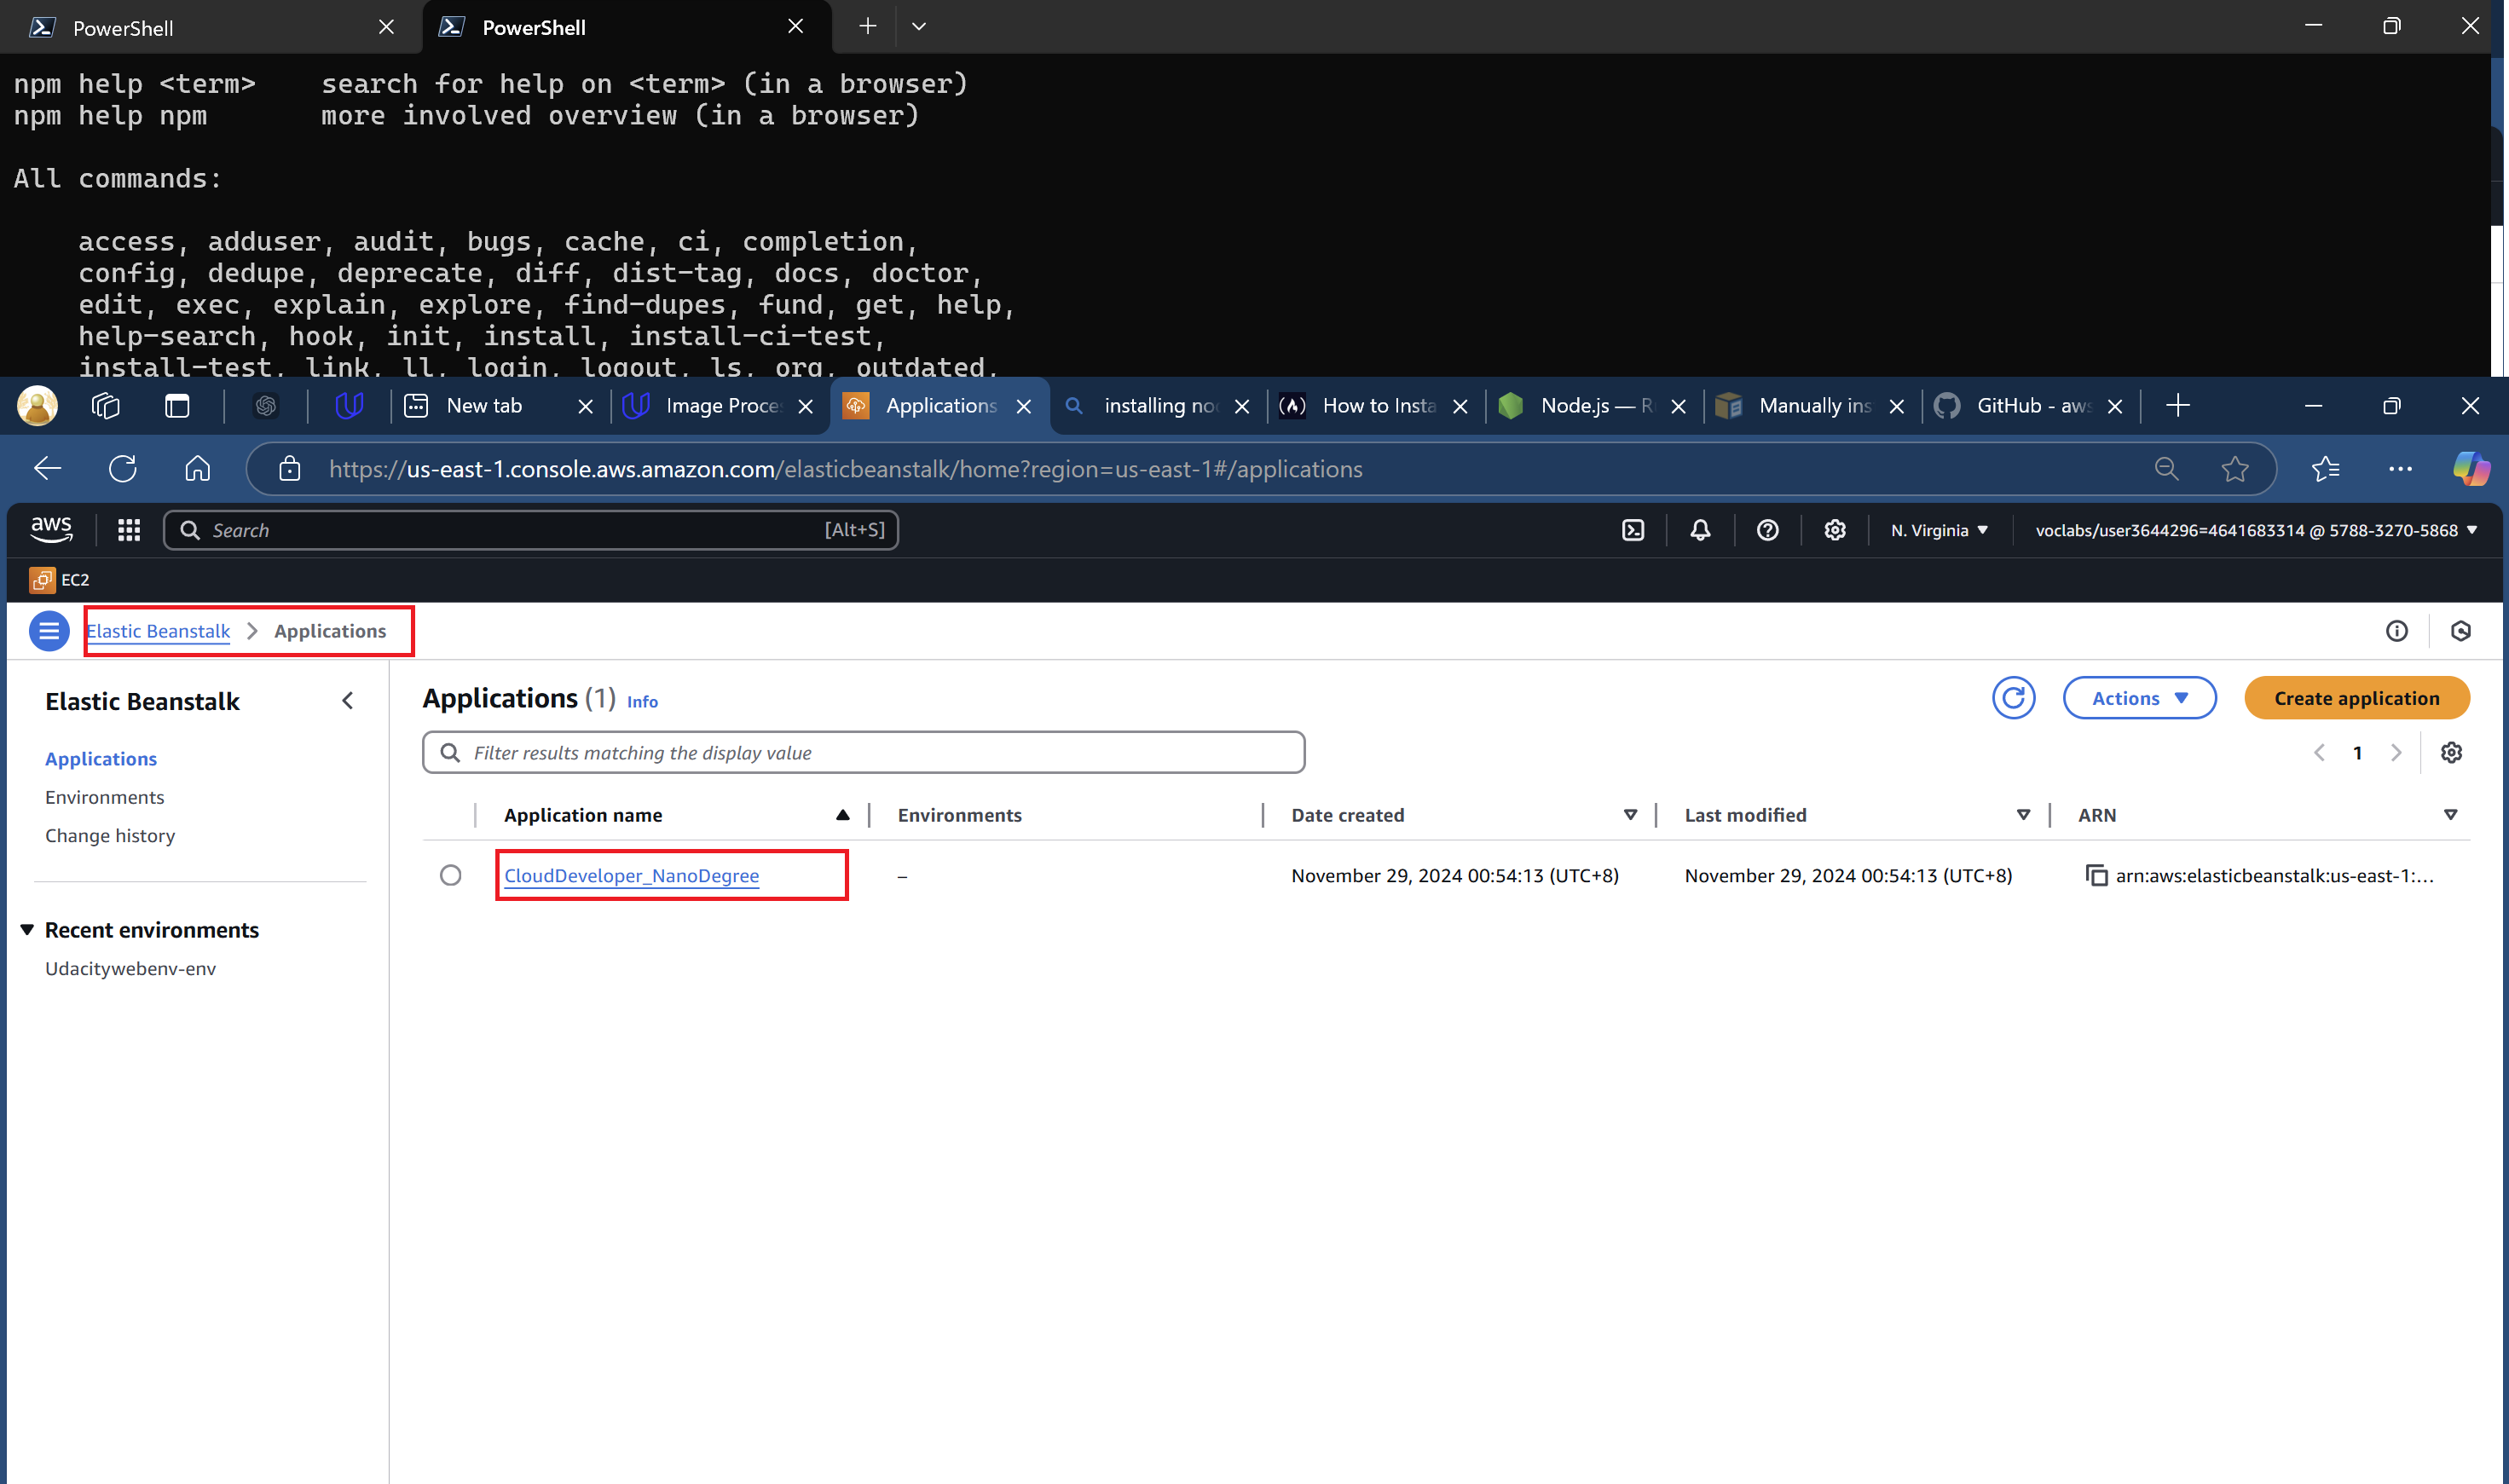 PowerShell
PowerShell
npm help <term>    search for help on <term> (in a browser)
npm help npm       more involved overview (in a browser)
All commands:
access, adduser, audit, bugs, cache, ci, completion,
config, dedupe, deprecate, diff, dist-tag, docs, doctor,
edit, exec, explain, explore, find-dupes, fund, get, help,
help-search, hook, init, install, install-ci-test,
install-test, link, ll, login, logout, ls, org, outdated,
New tab
Image Proces
Applications
installing no
How to Insta
Node.js — R
Manually ins
GitHub - aws
https://us-east-1.console.aws.amazon.com/elasticbeanstalk/home?region=us-east-1#/applications
aws
Search
[Alt+S]
N. Virginia
voclabs/user3644296=4641683314 @ 5788-3270-5868
EC2
Elastic Beanstalk
Applications
Elastic Beanstalk
Applications
Environments
Change history
Recent environments
Udacitywebenv-env
Applications (1) Info
Actions
Create application
Filter results matching the display value
1
Application name
Environments
Date created
Last modified
ARN
CloudDeveloper_NanoDegree
–
November 29, 2024 00:54:13 (UTC+8)
November 29, 2024 00:54:13 (UTC+8)
arn:aws:elasticbeanstalk:us-east-1:…